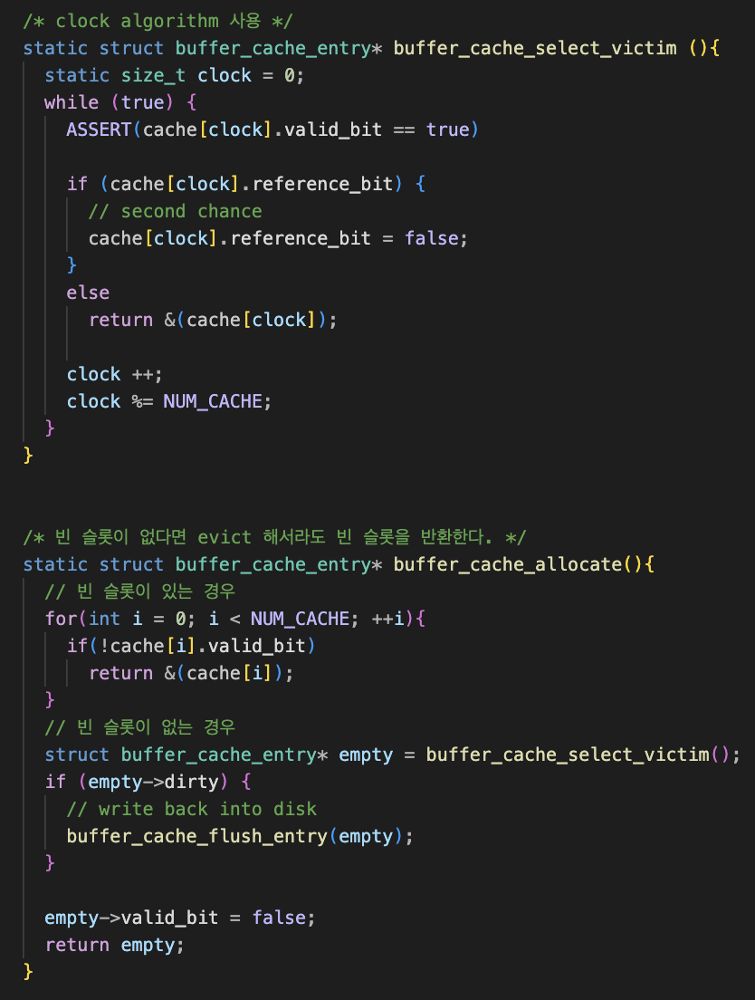 /* clock algorithm 사용 */
static struct buffer_cache_entry* buffer_cache_select_victim (){
  static size_t clock = 0;
  while (true) {
    ASSERT(cache[clock].valid_bit == true)

    if (cache[clock].reference_bit) {
      // second chance
      cache[clock].reference_bit = false;
    }
    else
      return &(cache[clock]);

    clock ++;
    clock %= NUM_CACHE;
  }
}

/* 빈 슬롯이 없다면 evict 해서라도 빈 슬롯을 반환한다. */
static struct buffer_cache_entry* buffer_cache_allocate(){
  // 빈 슬롯이 있는 경우
  for(int i = 0; i < NUM_CACHE; ++i){
    if(!cache[i].valid_bit)
      return &(cache[i]);
  }
  // 빈 슬롯이 없는 경우
  struct buffer_cache_entry* empty = buffer_cache_select_victim();
  if (empty->dirty) {
    // write back into disk
    buffer_cache_flush_entry(empty);
  }

  empty->valid_bit = false;
  return empty;
}